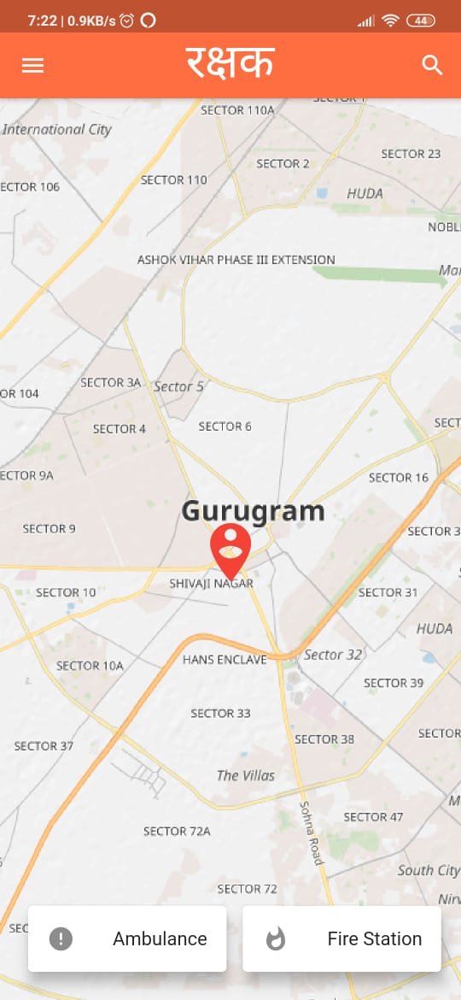 7:22 | 0.9KB/s
44
रक्षक
SECTOR 110A
International City
SECTOR 23
SECTOR 2
SECTOR 110
ECTOR 106
HUDA
NOBL
ASHOK VIHAR PHASE III EXTENSION
Mar
SECTOR 3A
Sector 5
OR 104
SECTOR 6
SECT
SECTOR 4
ECTOR 9A
SECTOR 16
Gurugram
SECTOR 9
SECTOR 3
SHIVAJI NAGAR
SECTOR 10
SECTOR 31
HUDA
HANS ENCLAVE
Sector 32
SECTOR 10A
SECTOR 39
SECTOR 33
SECTOR
SECTOR 38
SECTOR 37
The Villas
M
SECTOR 47
Sohna Road
SECTOR 72A
South City
SECTOR 72
Nirv
SEC
Ambulance
Fire Station